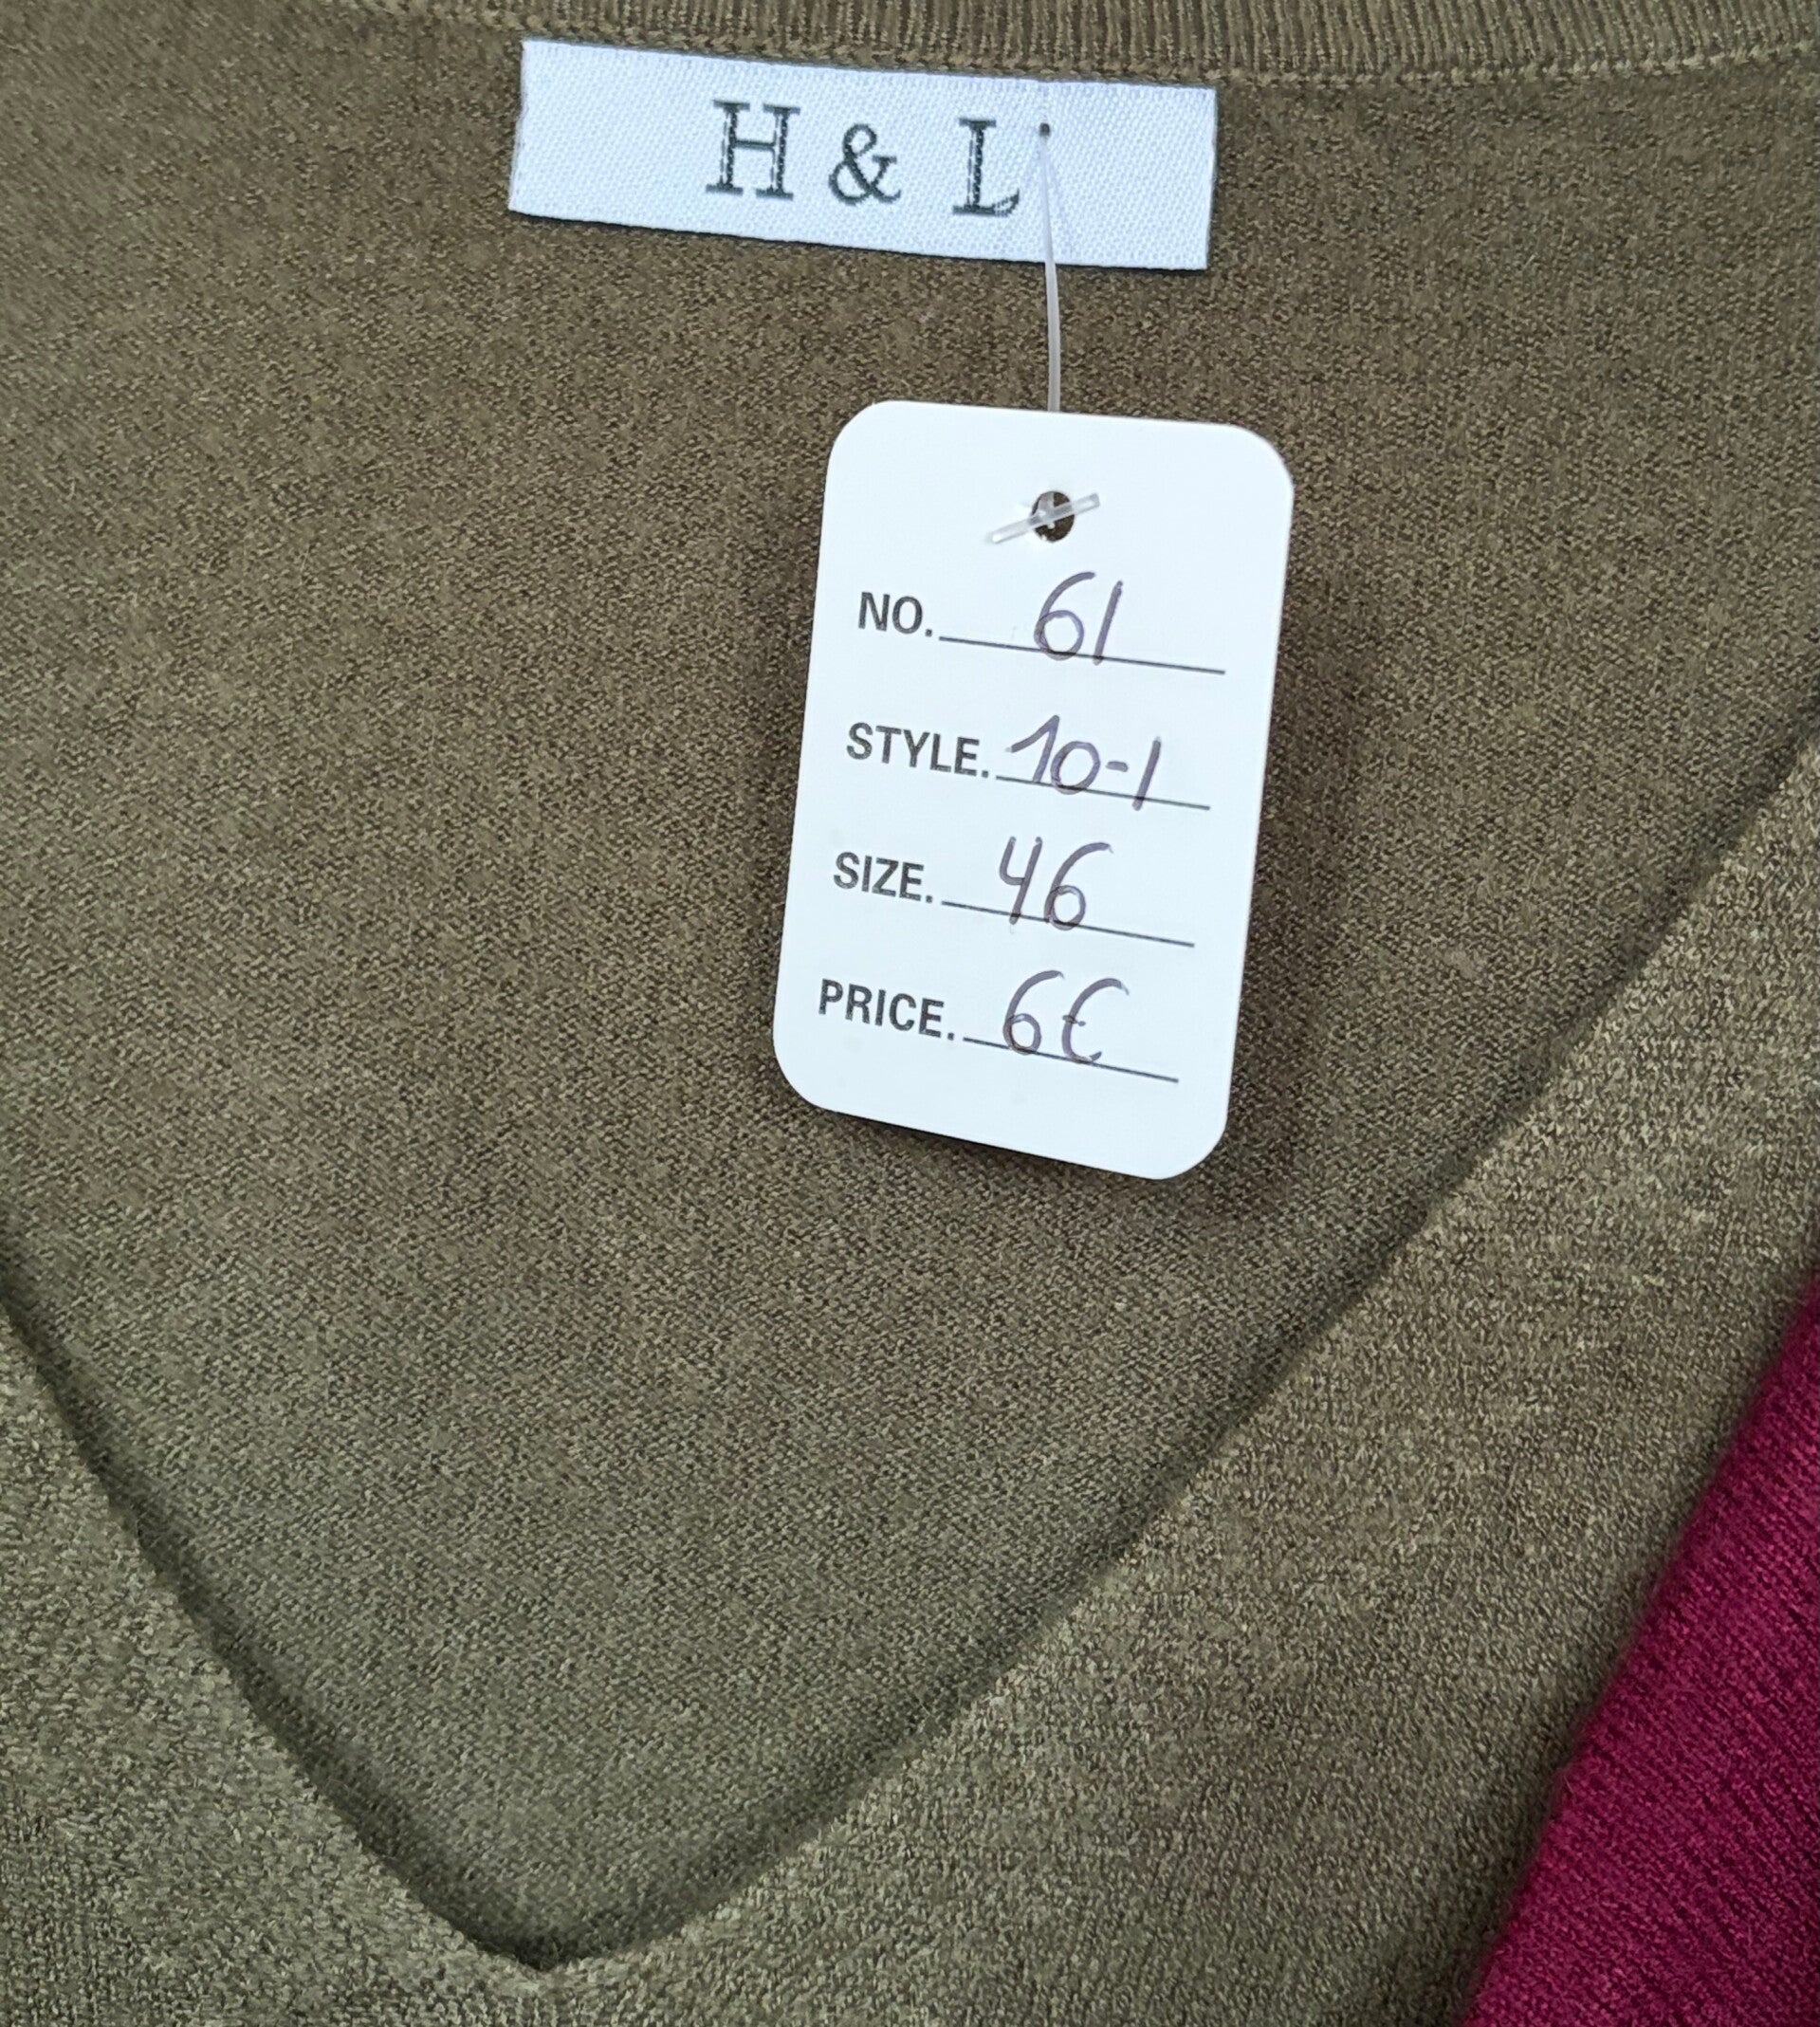 H & L
NO. 61
STYLE. 10-1
SIZE. 46
PRICE. 6€